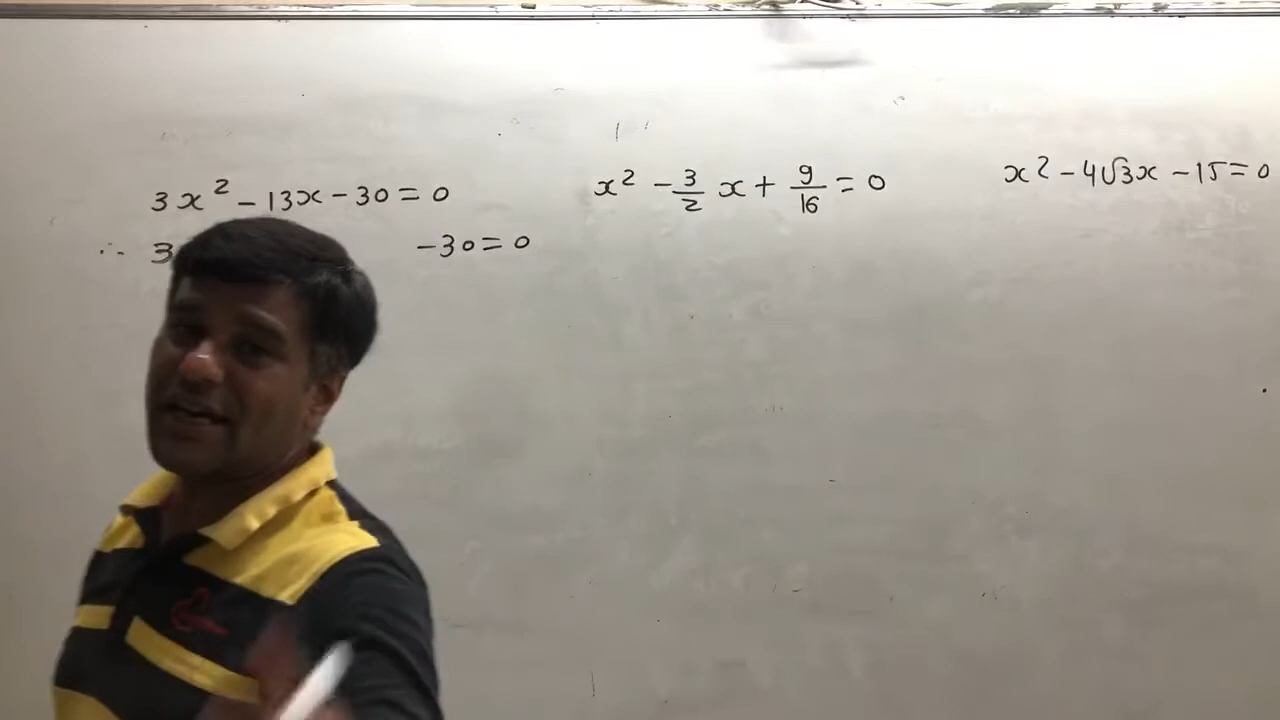 3x² - 13x - 30 = 0
∴ 3 - 30 = 0
x² - 3/2 x + 9/16 = 0
x² - 4√3x - 15 = 0